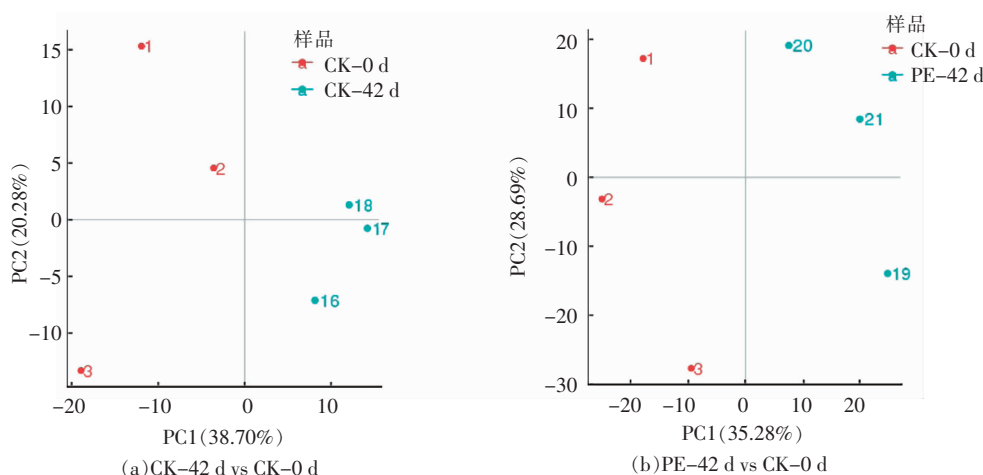 样品
CK-0 d
CK-42 d
15
10
5
0
-5
-10
-20
-10
0
10
PC2(20.28%)
PC1(38.70%)
1
2
3
18
17
16
(a)CK-42 d vs CK-0 d
样品
CK-0 d
PE-42 d
20
10
0
-10
-20
-30
-20
-10
0
10
20
PC2(28.69%)
PC1(35.28%)
1
2
3
20
21
19
(b)PE-42 d vs CK-0 d